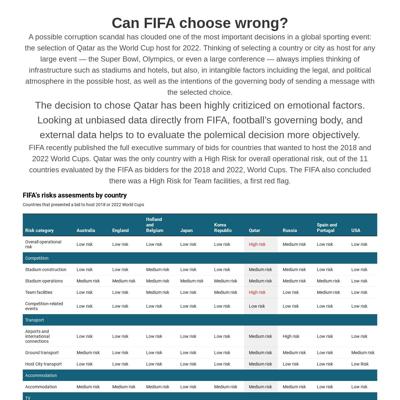 Can FIFA choose wrong?
A possible corruption scandal has clouded one of the most important decisions in a global sporting event:
the selection of Qatar as the World Cup host for 2022. Thinking of selecting a country or city as host for any
large event — the Super Bowl, Olympics, or even a large conference — always implies thinking of
infrastructure such as stadiums and hotels, but also, in intangible factors including the legal, and political
atmosphere in the possible host, as well as the intentions of the governing body of sending a message with
the selected choice.
The decision to chose Qatar has been highly critizized on emotional factors.
Looking at unbiased data directly from FIFA, football's governing body, and
external data helps to to evaluate the polemical decision more objectively.
FIFA recently published the full executive summary of bids for countries that wanted to host the 2018 and
2022 World Cups. Qatar was the only country with a High Risk for overall operational risk, out of the 11
countries evaluated by the FIFA as bidders for the 2018 and 2022, World Cups. The FIFA also concluded
there was a High Risk for Team facilities, a first red flag.
FIFA's risks assesments by country
Countries that presented a bid to host 2018 or 2022 World Cups
Risk category Australia England Holland and Belgium Japan Korea Republic Qatar Russia Spain and Portugal USA
Overall operational risk Low risk Low risk Low risk Low risk Low risk High risk Medium risk Low risk Low risk
Competition
Stadium construction Low risk Low risk Medium risk Low risk Low risk Medium risk Medium risk Low risk Low risk
Stadium operations Medium risk Low risk Medium risk Medium risk Medium risk Medium risk Medium risk Medium risk Low risk
Team facilities Medium risk Medium risk Medium risk Low risk Medium risk High risk Low risk Medium risk Low risk
Competition-related events Low risk Low risk Low risk Low risk Low risk Low risk Low risk Low risk Low risk
Transport
Airports and international connections Low risk Low risk Low risk Low risk Low risk Medium risk High risk Low risk Low Risk
Ground transport Medium risk Low risk Low risk Low risk Low risk Medium risk Medium risk Low risk Medium Risk
Host City transport Low risk Low risk Medium risk Low risk Low risk Medium risk Medium risk Low risk Low risk
Accommodation
Accommodation Medium risk Medium risk Medium risk Medium risk Medium risk Medium risk Medium risk Low risk Low risk
TV